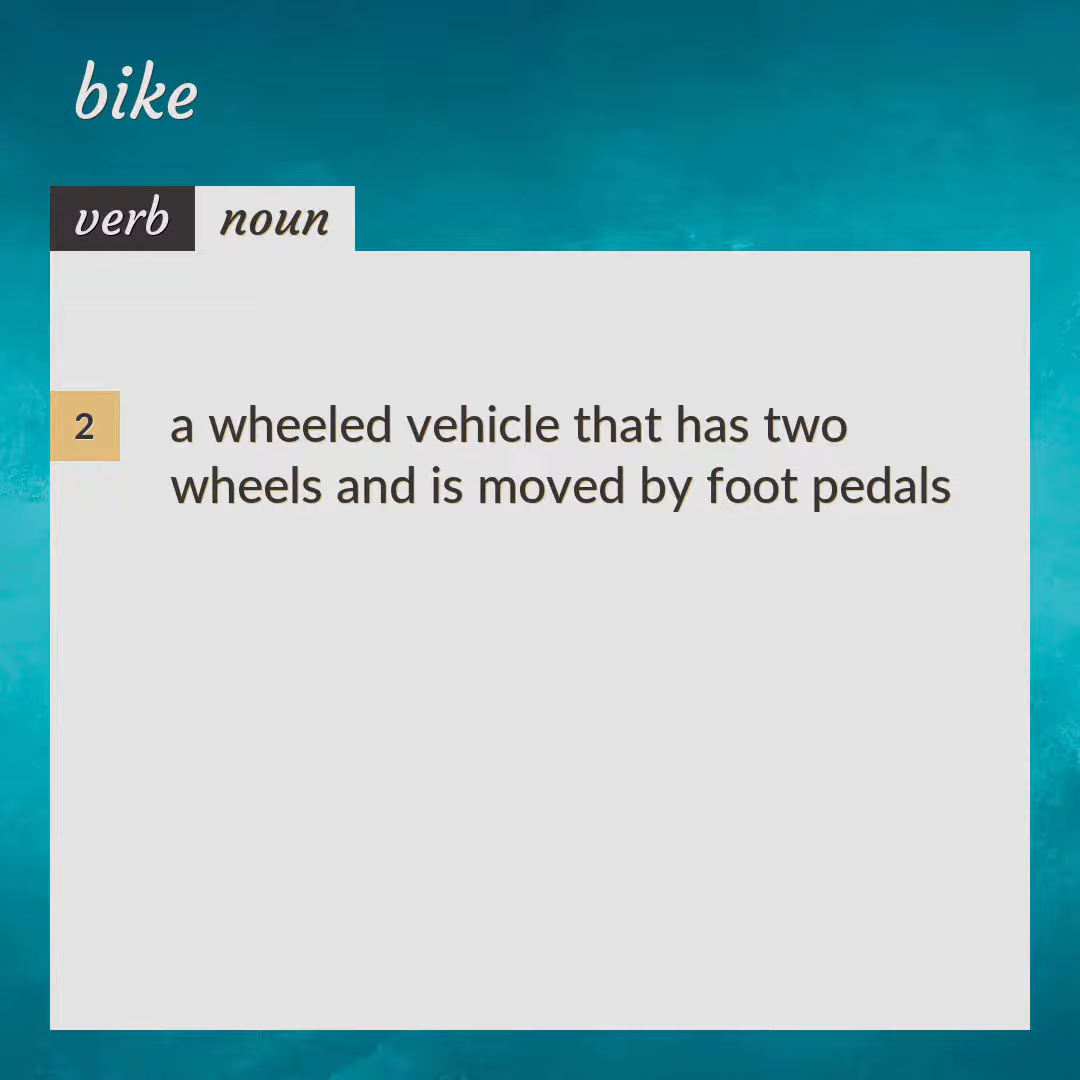 bike
verb noun
2 a wheeled vehicle that has two
wheels and is moved by foot pedals